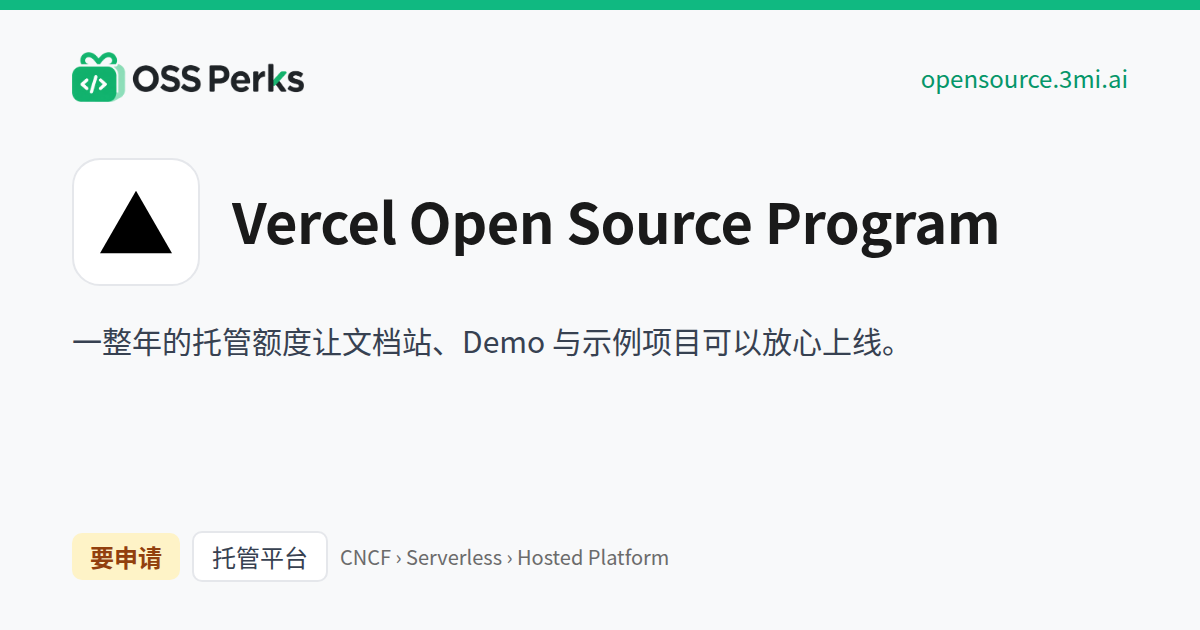 OSS Perks
opensource.3mi.ai
Vercel Open Source Program
一整年的托管额度让文档站、Demo 与示例项目可以放心上线。
要申请
托管平台
CNCF › Serverless › Hosted Platform